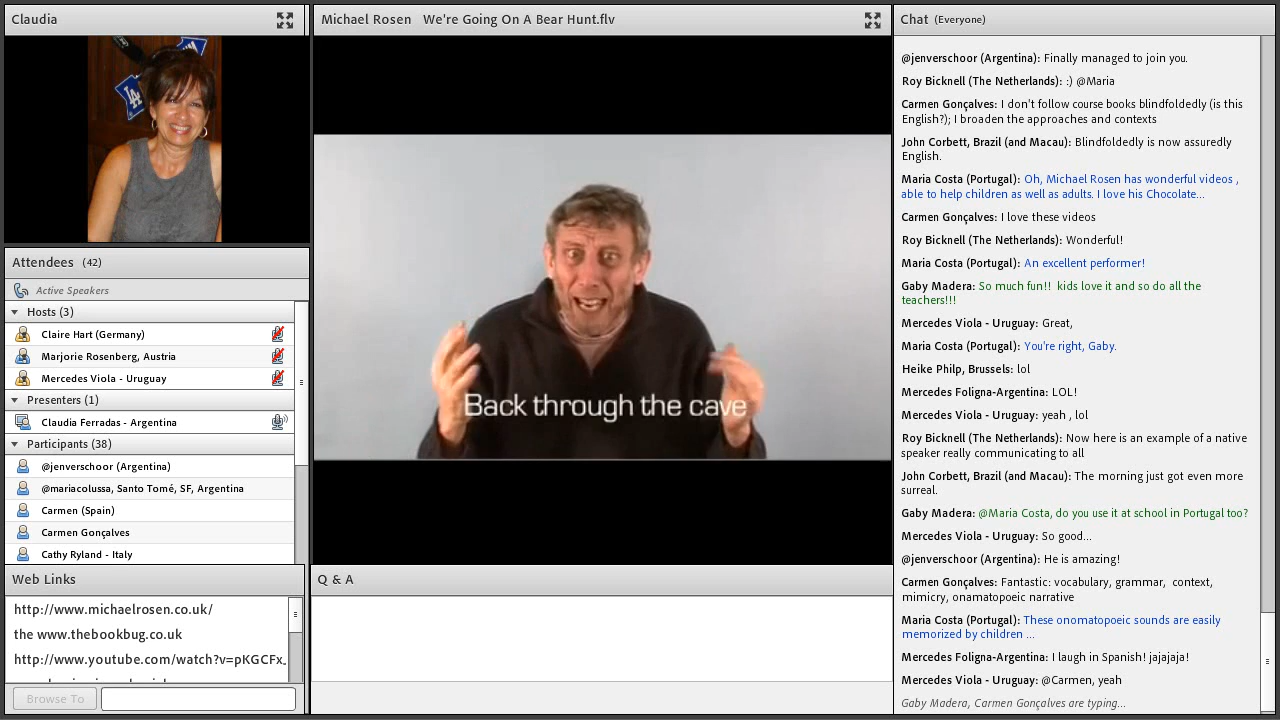 Claudia
LA
Attendees (42)
Active Speakers
Hosts (3)
Claire Hart (Germany)
Marjorie Rosenberg, Austria
Mercedes Viola - Uruguay
Presenters (1)
Claudia Ferradas - Argentina
Participants (38)
@jenverschoor (Argentina)
@mariacolussa, Santo Tomé, SF, Argentina
Carmen (Spain)
Carmen Gonçalves
Cathy Ryland - Italy
Web Links
http://www.michaelrosen.co.uk/
the www.thebookbug.co.uk
http://www.youtube.com/watch?v=pKGCFx_
Browse To
Michael Rosen We're Going On A Bear Hunt.flv
Back through the cave
Q & A
Chat (Everyone)
@jenverschoor (Argentina): Finally managed to join you.
Roy Bicknell (The Netherlands): :) @Maria
Carmen Gonçalves: I don't follow course books blindfoldedly (is this
English?); I broaden the approaches and contexts
John Corbett, Brazil (and Macau): Blindfoldedly is now assuredly
English.
Maria Costa (Portugal): Oh, Michael Rosen has wonderful videos ,
able to help children as well as adults. I love his Chocolate...
Carmen Gonçalves: I love these videos
Roy Bicknell (The Netherlands): Wonderful!
Maria Costa (Portugal): An excellent performer!
Gaby Madera: So much fun!! kids love it and so do all the
teachers!!!
Mercedes Viola - Uruguay: Great,
Maria Costa (Portugal): You're right, Gaby.
Heike Philp, Brussels: lol
Mercedes Foligna-Argentina: LOL!
Mercedes Viola - Uruguay: yeah , lol
Roy Bicknell (The Netherlands): Now here is an example of a native
speaker really communicating to all
John Corbett, Brazil (and Macau): The morning just got even more
surreal.
Gaby Madera: @Maria Costa, do you use it at school in Portugal too?
Mercedes Viola - Uruguay: So good...
@jenverschoor (Argentina): He is amazing!
Carmen Gonçalves: Fantastic: vocabulary, grammar, context,
mimicry, onamatopoeic narrative
Maria Costa (Portugal): These onomatopoeic sounds are easily
memorized by children ...
Mercedes Foligna-Argentina: I laugh in Spanish! jajajaja!
Mercedes Viola - Uruguay: @Carmen, yeah
Gaby Madera, Carmen Gonçalves are typing...